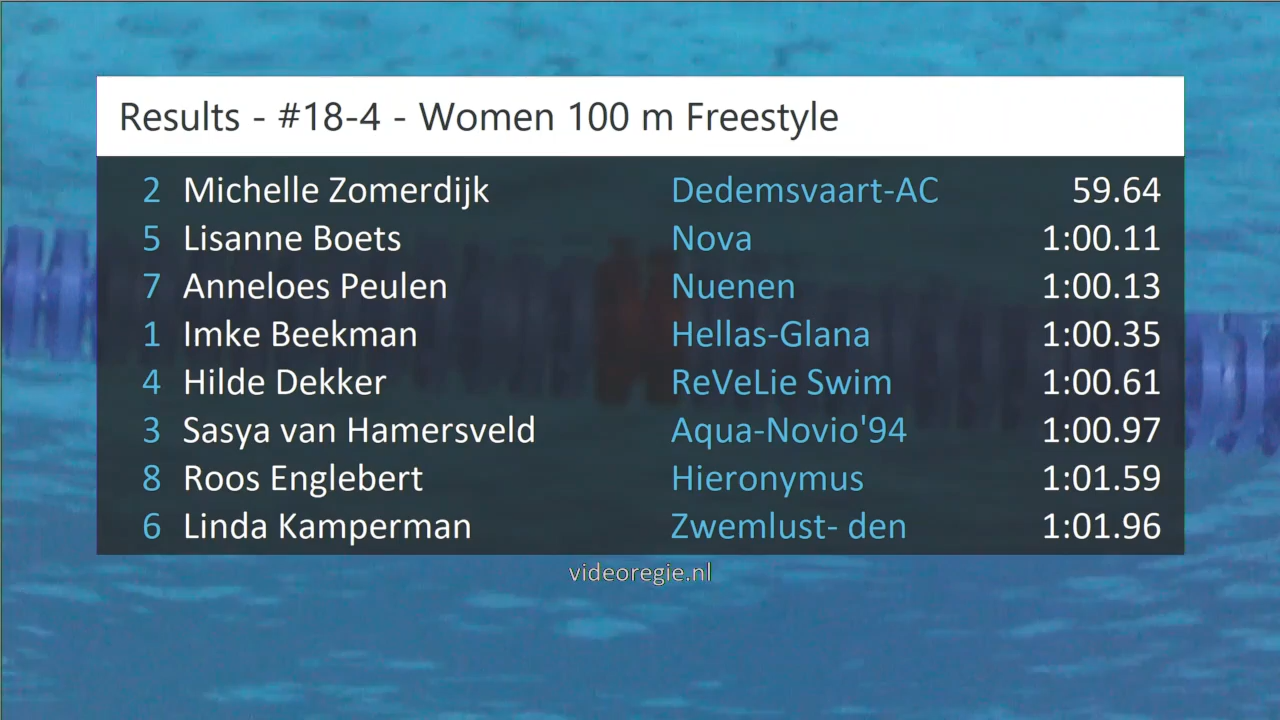 Results - #18-4 - Women 100 m Freestyle
2 Michelle Zomerdijk Dedemsvaart-AC 59.64
5 Lisanne Boets Nova 1:00.11
7 Anneloes Peulen Nuenen 1:00.13
1 Imke Beekman Hellas-Glana 1:00.35
4 Hilde Dekker ReVeLie Swim 1:00.61
3 Sasya van Hamersveld Aqua-Novio'94 1:00.97
8 Roos Englebert Hieronymus 1:01.59
6 Linda Kamperman Zwemlust- den 1:01.96
videoregie.nl